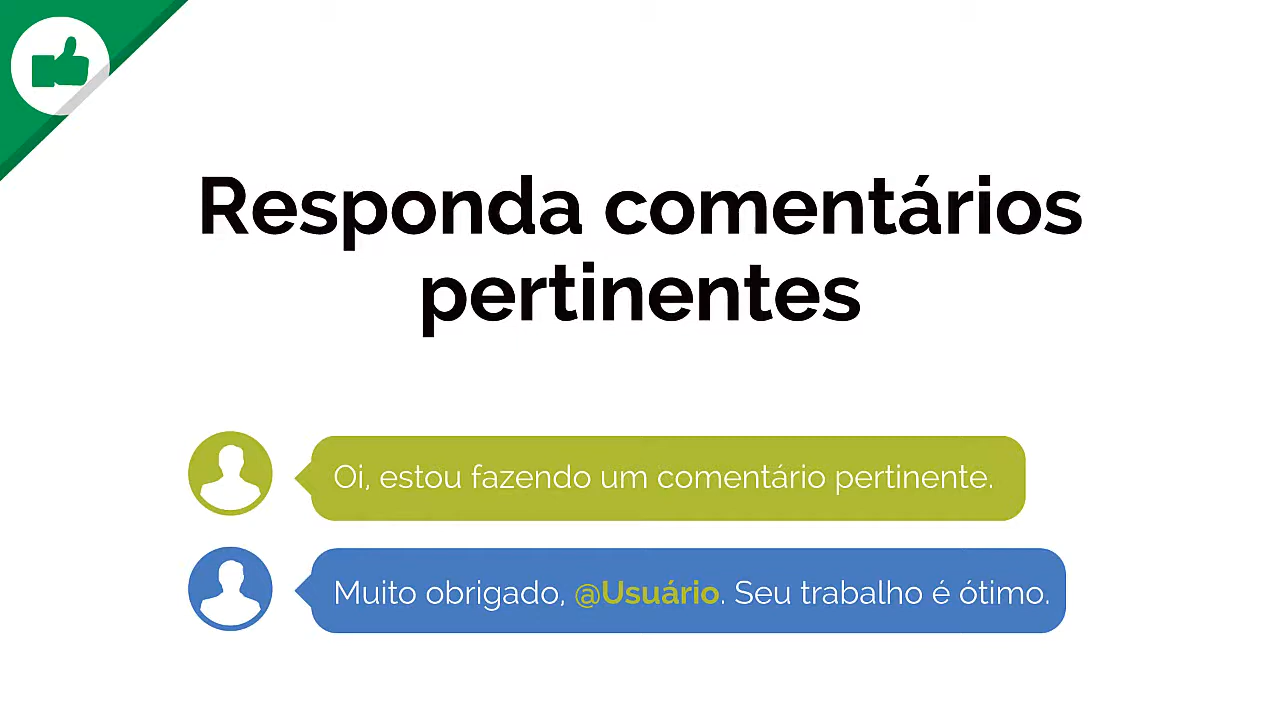 Responda comentários
pertinentes
Oi, estou fazendo um comentário pertinente.
Muito obrigado, @Usuário. Seu trabalho é ótimo.